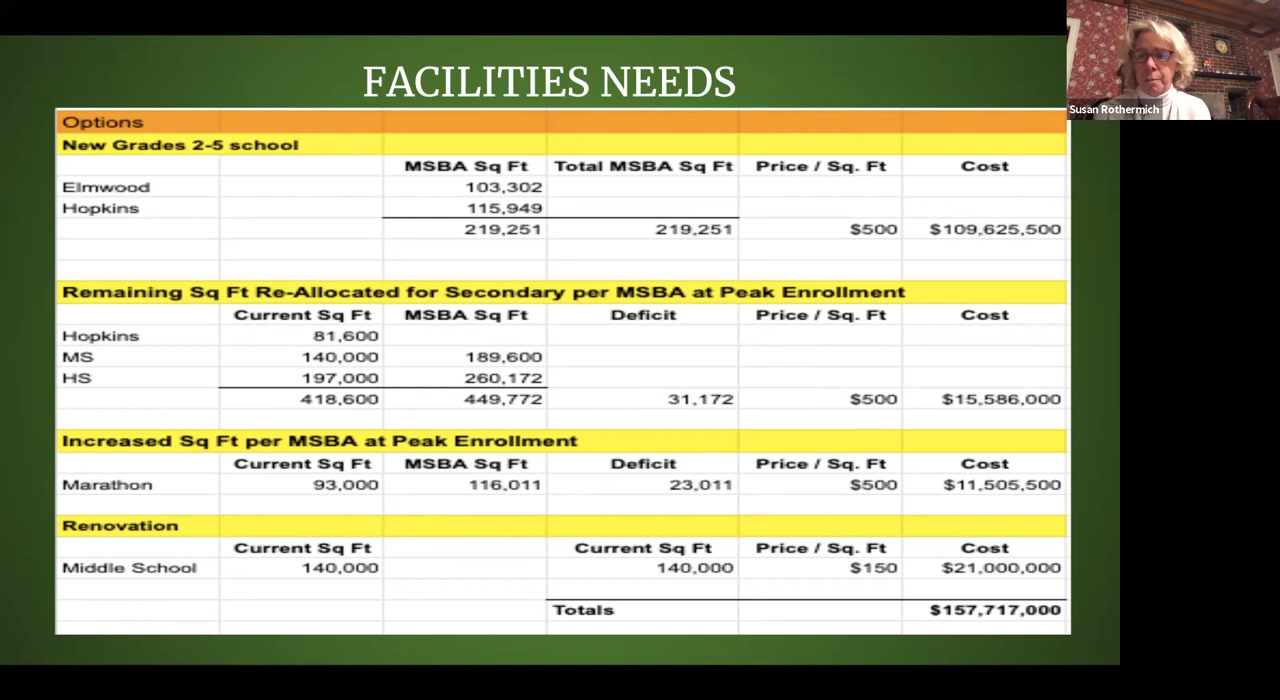 FACILITIES NEEDS
Susan Rothermich
Options
New Grades 2-5 school
MSBA Sq Ft Total MSBA Sq Ft Price / Sq. Ft Cost
Elmwood 103,302
Hopkins 115,949
219,251 219,251 $500 $109,625,500
Remaining Sq Ft Re-Allocated for Secondary per MSBA at Peak Enrollment
Current Sq Ft MSBA Sq Ft Deficit Price / Sq. Ft Cost
Hopkins 81,600
MS 140,000 189,600
HS 197,000 260,172
418,600 449,772 31,172 $500 $15,586,000
Increased Sq Ft per MSBA at Peak Enrollment
Current Sq Ft MSBA Sq Ft Deficit Price / Sq. Ft Cost
Marathon 93,000 116,011 23,011 $500 $11,505,500
Renovation
Current Sq Ft Current Sq Ft Price / Sq. Ft Cost
Middle School 140,000 140,000 $150 $21,000,000
Totals $157,717,000